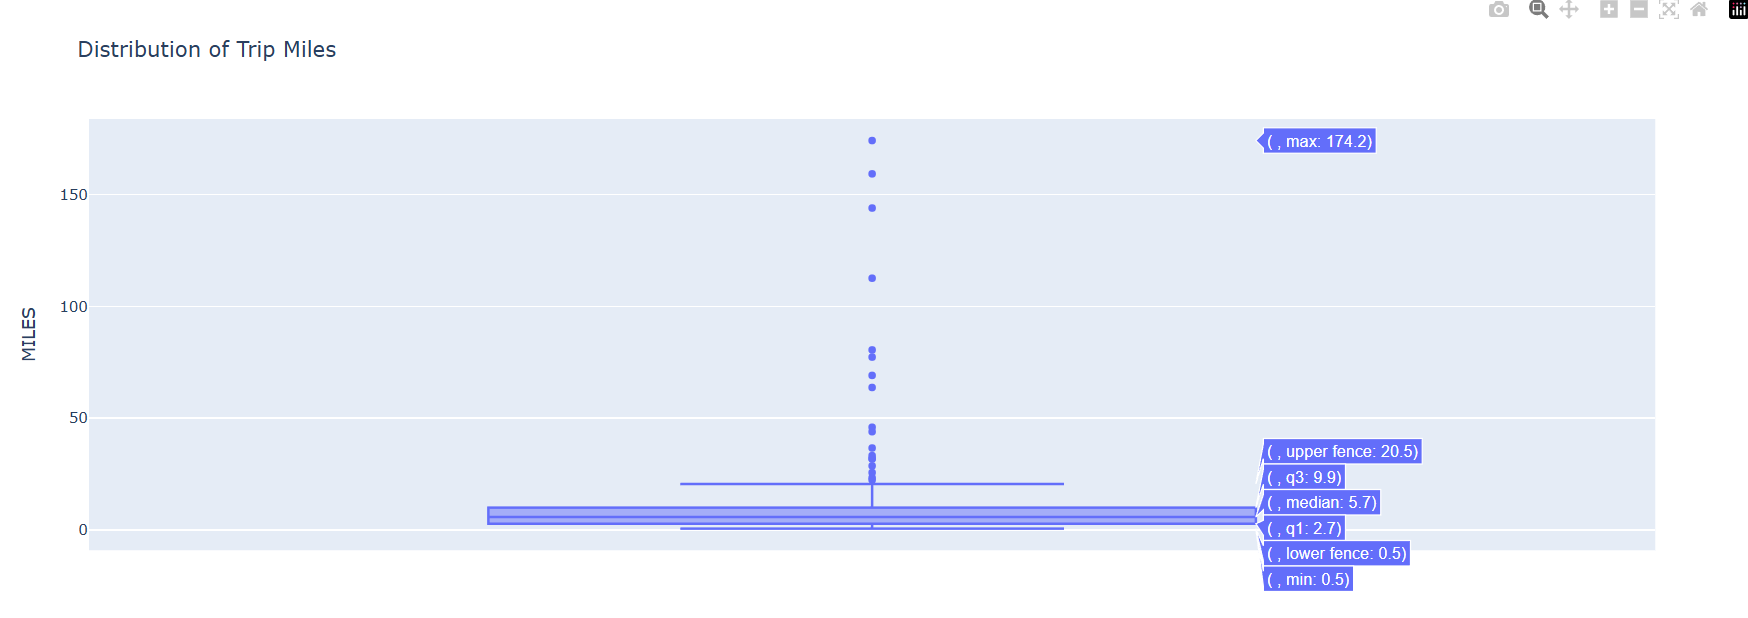 Distribution of Trip Miles
( , max: 174.2)
150
100
MILES
50
( , upper fence: 20.5)
( , q3: 9.9)
( , median: 5.7)
0
( , q1: 2.7)
( , lower fence: 0.5)
( , min: 0.5)